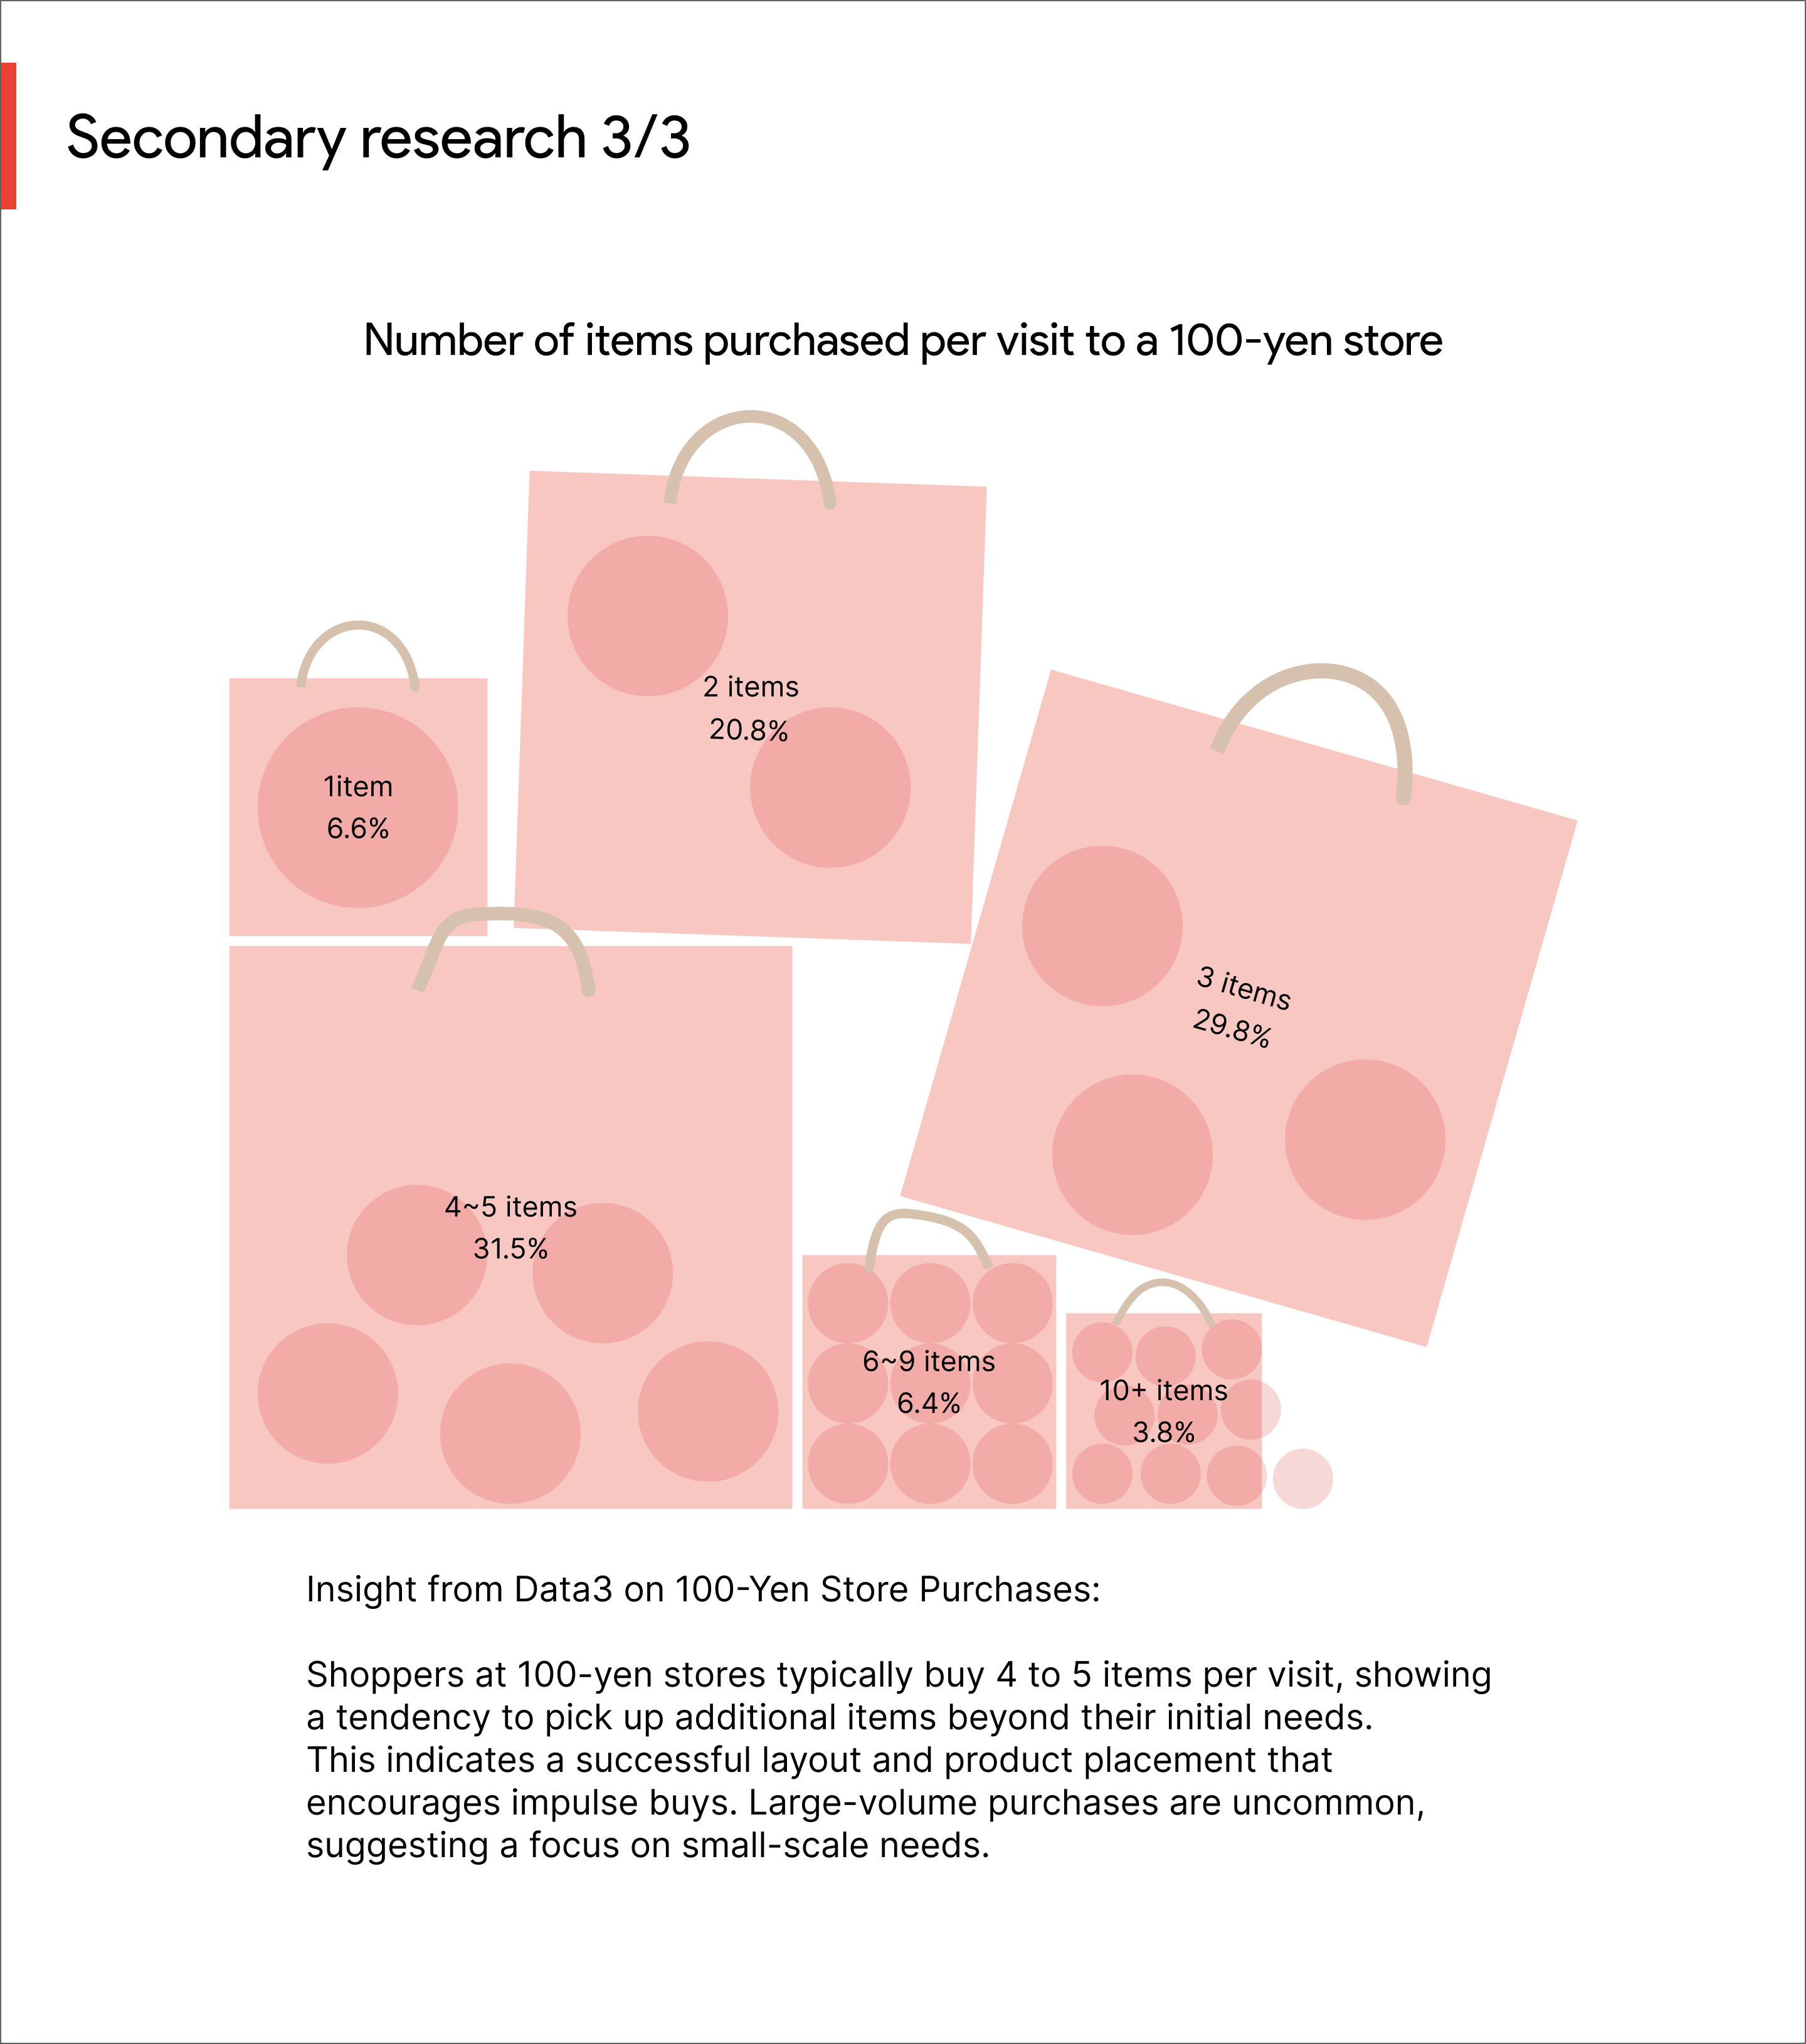 Secondary research 3/3
Number of items purchased per visit to a 100-yen store
2 items
20.8%
1item
6.6%
3 items
29.8%
4~5 items
31.5%
6~9 items
6.4%
10+ items
3.8%
Insight from Data3 on 100-Yen Store Purchases:
Shoppers at 100-yen stores typically buy 4 to 5 items per visit, showing
a tendency to pick up additional items beyond their initial needs.
This indicates a successful layout and product placement that
encourages impulse buys. Large-volume purchases are uncommon,
suggesting a focus on small-scale needs.